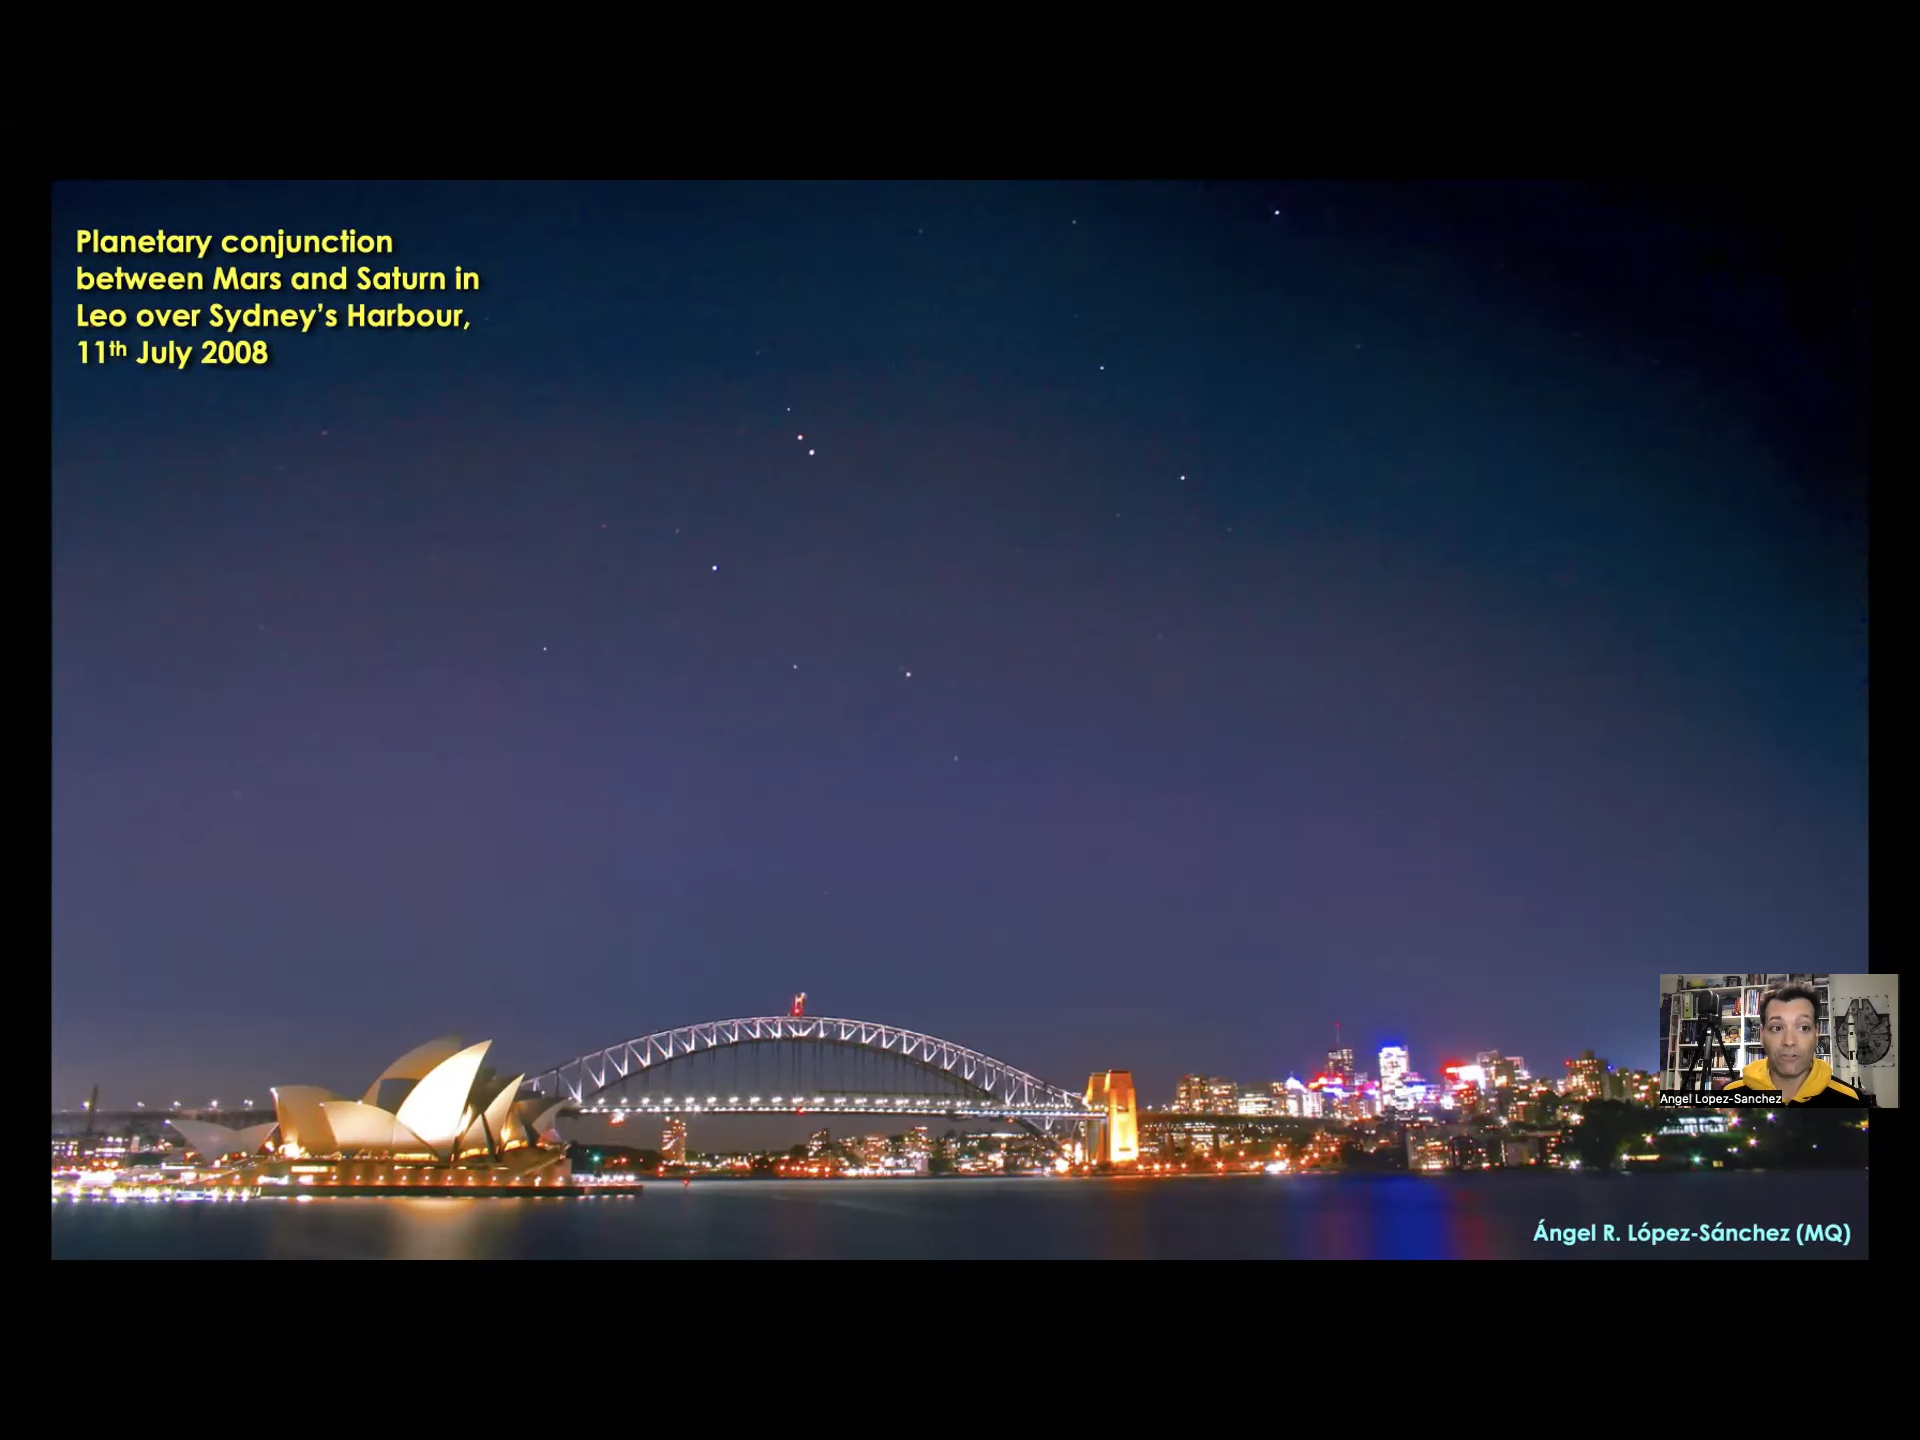 Planetary conjunction
between Mars and Saturn in
Leo over Sydney's Harbour,
11th July 2008
Angel Lopez-Sanchez
Ángel R. López-Sánchez (MQ)